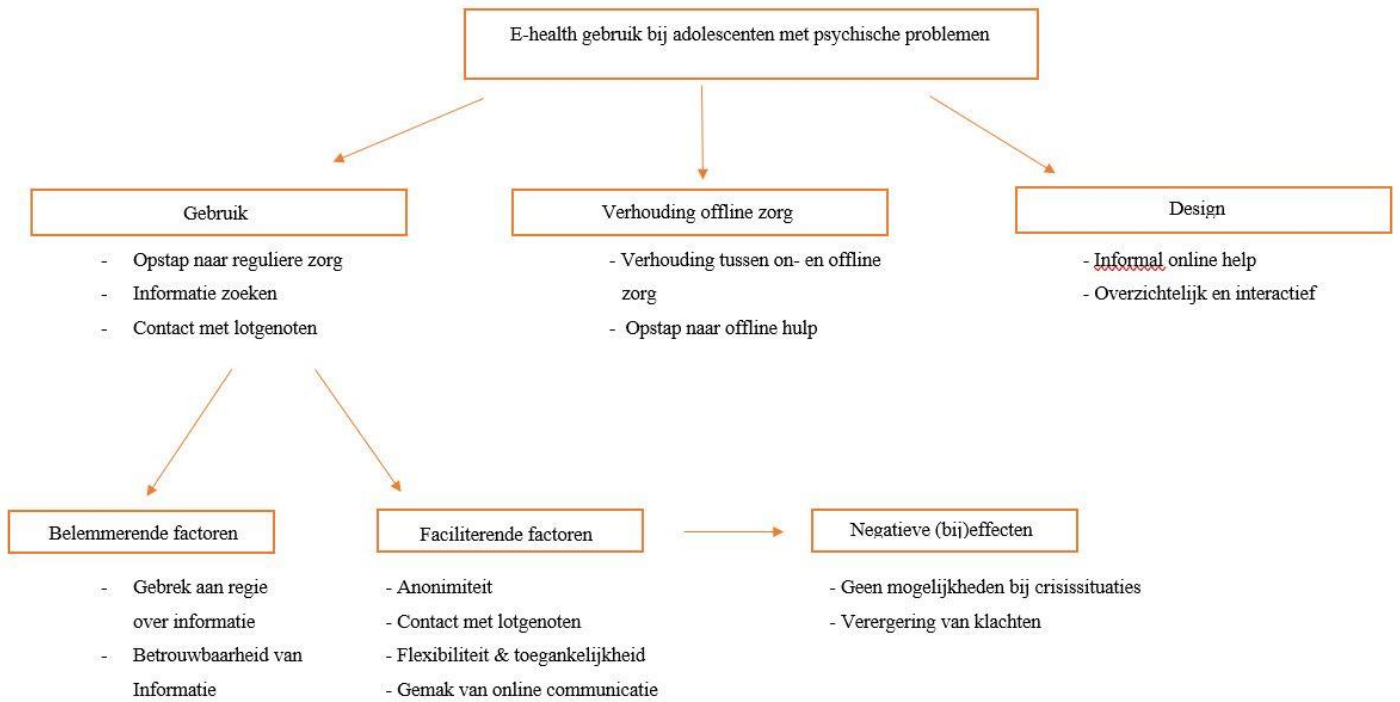 E-health gebruik bij adolescenten met psychische problemen
Gebruik
- Opstap naar reguliere zorg
- Informatie zoeken
- Contact met lotgenoten
Verhouding offline zorg
- Verhouding tussen on- en offline
zorg
- Opstap naar offline hulp
Design
- Informal online help
- Overzichtelijk en interactief
Belemmerende factoren
- Gebrek aan regie
over informatie
- Betrouwbaarheid van
Informatie
Faciliterende factoren
- Anonimiteit
- Contact met lotgenoten
- Flexibiliteit & toegankelijkheid
- Gemak van online communicatie
Negatieve (bij)effecten
- Geen mogelijkheden bij crisissituaties
- Verergering van klachten